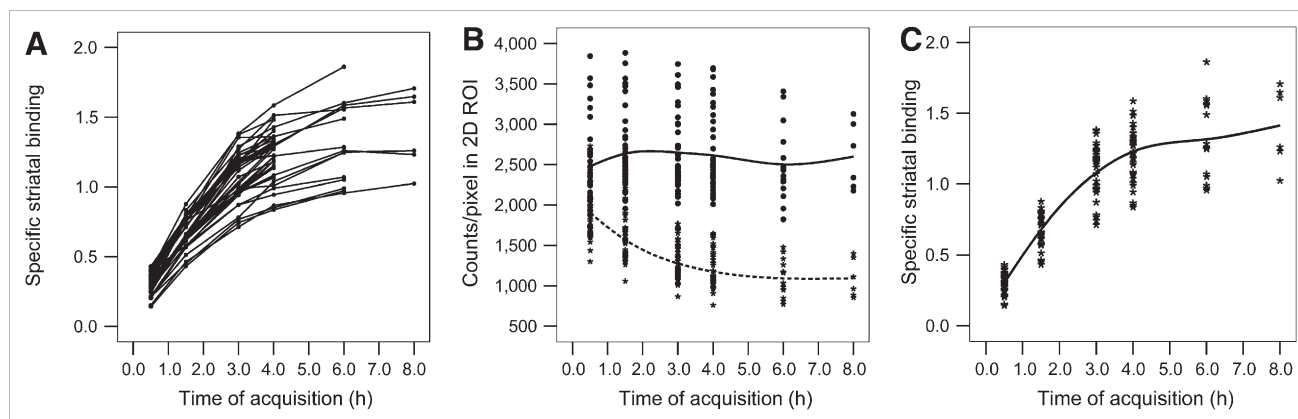 A
Specific striatal binding
2.0
1.5
1.0
0.5
0.0
0.0 1.0 2.0 3.0 4.0 5.0 6.0 7.0 8.0
Time of acquisition (h)
B
Counts/pixel in 2D ROI
4,000
3,500
3,000
2,500
2,000
1,500
1,000
500
0.0 1.0 2.0 3.0 4.0 5.0 6.0 7.0 8.0
Time of acquisition (h)
C
Specific striatal binding
2.0
1.5
1.0
0.5
0.0
0.0 1.0 2.0 3.0 4.0 5.0 6.0 7.0 8.0
Time of acquisition (h)